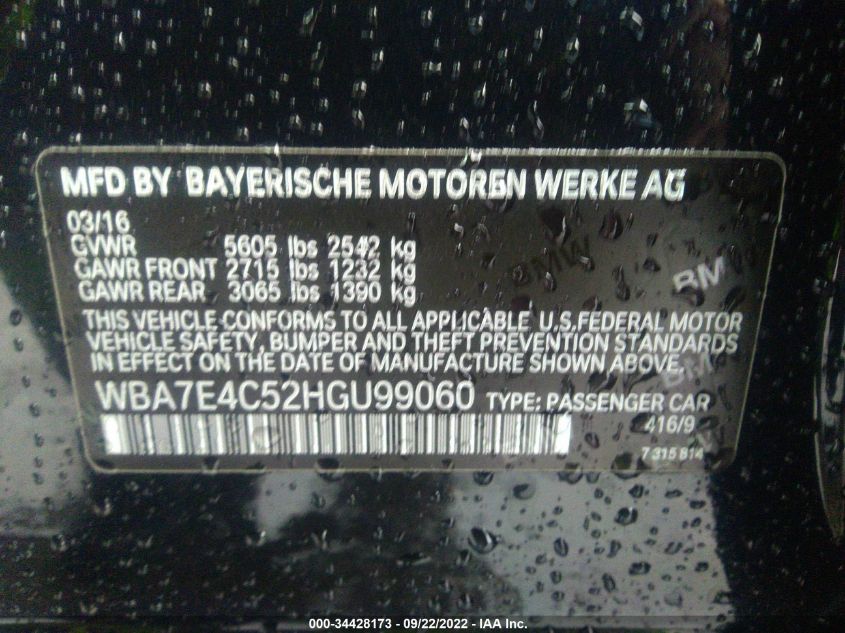 MFD BY BAYERISCHE MOTOREN WERKE AG
03/16
GVWR 5605 lbs 2542 kg
GAWR FRONT 2715 lbs 1232 kg
GAWR REAR 3065 lbs 1390 kg
BMW
BM
THIS VEHICLE CONFORMS TO ALL APPLICABLE U.S.FEDERAL MOTOR
VEHICLE SAFETY, BUMPER AND THEFT PREVENTION STANDARDS
IN EFFECT ON THE DATE OF MANUFACTURE SHOWN ABOVE.
WBA7E4C52HGU99060 TYPE: PASSENGER CAR
416/9
7 315 814
000-34428173 - 09/22/2022 - IAA Inc.